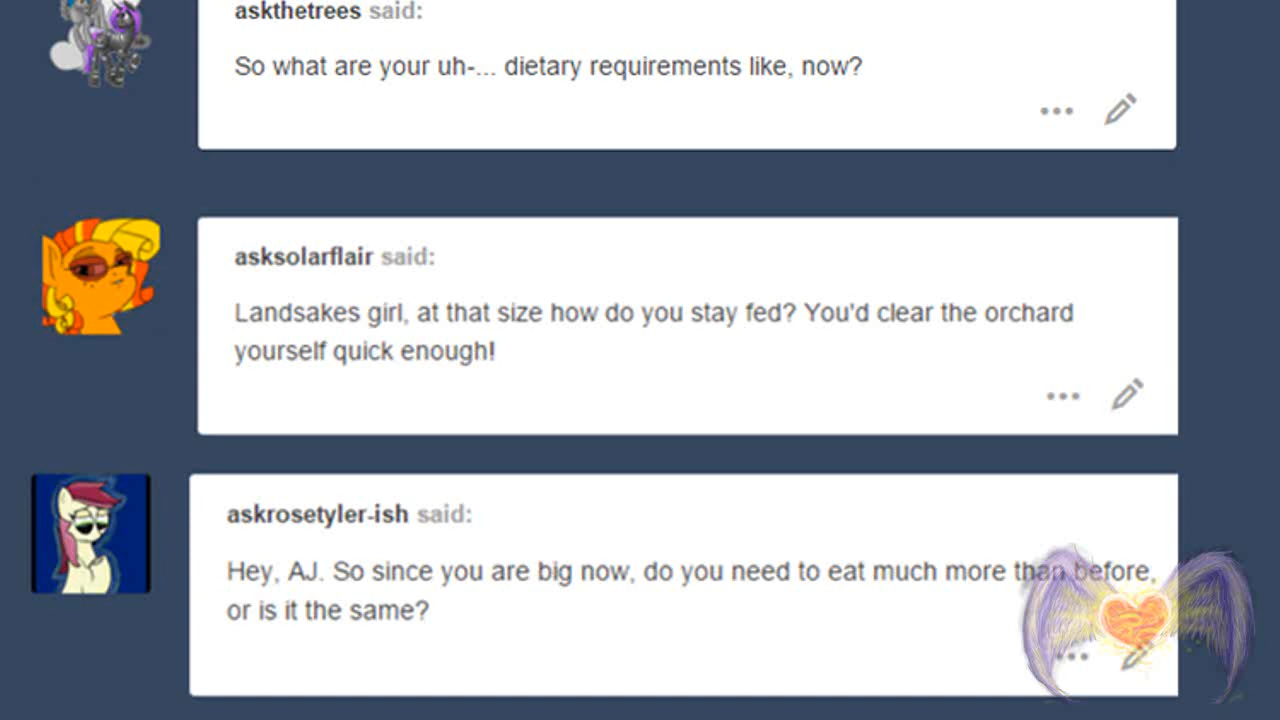 askthetrees said:
So what are your uh-... dietary requirements like, now?
asksolarflair said:
Landsakes girl, at that size how do you stay fed? You'd clear the orchard
yourself quick enough!
askrosetyler-ish said:
Hey, AJ. So since you are big now, do you need to eat much more than before,
or is it the same?